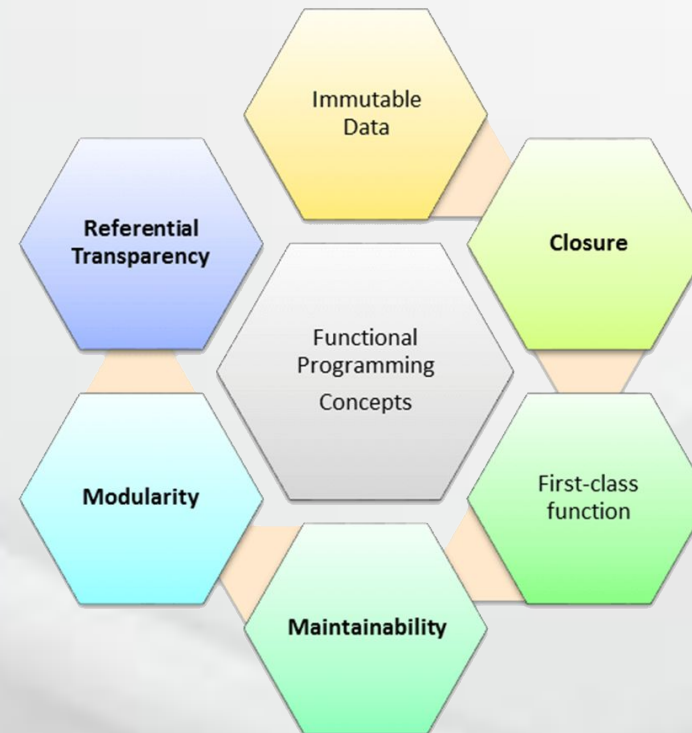 Immutable
Data
Referential
Transparency
Closure
Functional
Programming
Concepts
Modularity
First-class
function
Maintainability